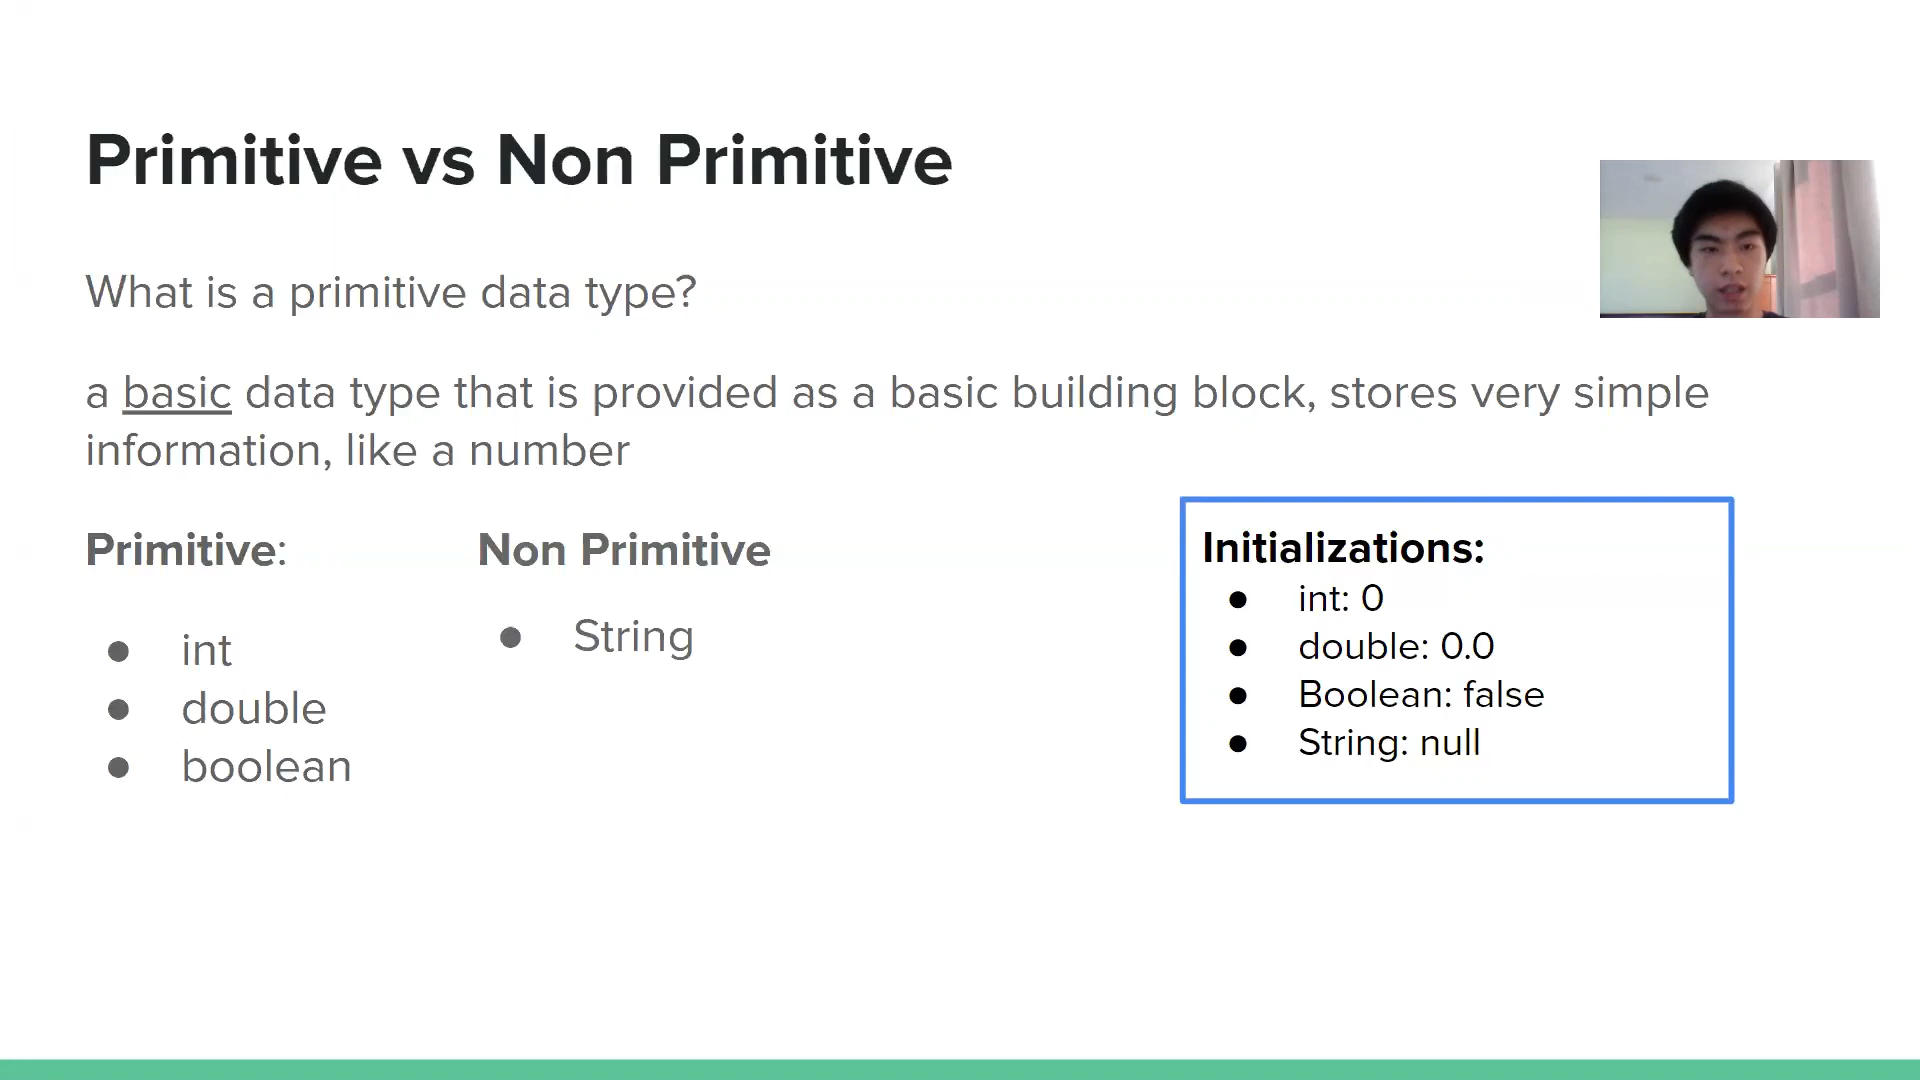 Primitive vs Non Primitive
What is a primitive data type?
a basic data type that is provided as a basic building block, stores very simple
information, like a number
Primitive:
● int
● double
● boolean
Non Primitive
● String
Initializations:
● int: 0
● double: 0.0
● Boolean: false
● String: null